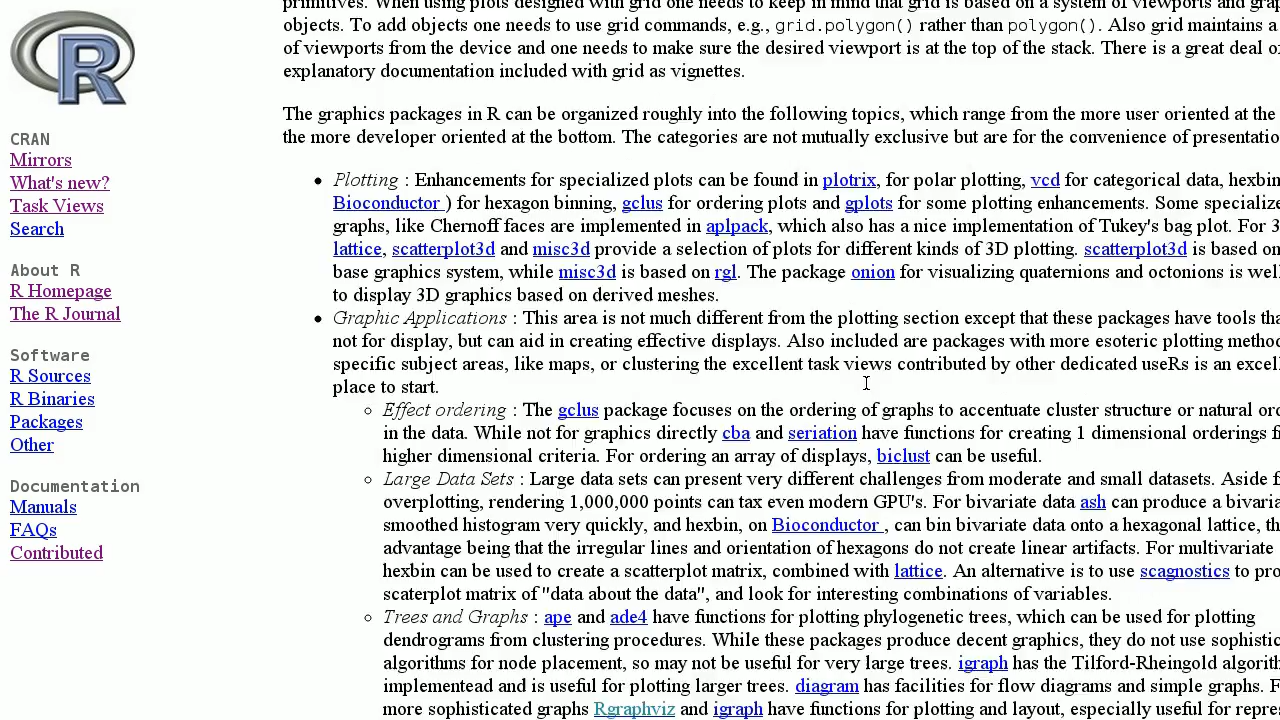 R
CRAN
Mirrors
What's new?
Task Views
Search
About R
R Homepage
The R Journal
Software
R Sources
R Binaries
Packages
Other
Documentation
Manuals
FAQs
Contributed
primitives. When using plots designed with grid one needs to keep in mind that grid is based on a system of viewports and
objects. To add objects one needs to use grid commands, e.g., grid.polygon() rather than polygon(). Also grid maintains a
of viewports from the device and one needs to make sure the desired viewport is at the top of the stack. There is a great deal
explanatory documentation included with grid as vignettes.
The graphics packages in R can be organized roughly into the following topics, which range from the more user oriented at the
the more developer oriented at the bottom. The categories are not mutually exclusive but are for the convenience of presentatio
• Plotting : Enhancements for specialized plots can be found in plotrix, for polar plotting, vcd for categorical data, hexbin
Bioconductor ) for hexagon binning, gclus for ordering plots and gplots for some plotting enhancements. Some specialize
graphs, like Chernoff faces are implemented in aplpack, which also has a nice implementation of Tukey's bag plot. For 3
lattice, scatterplot3d and misc3d provide a selection of plots for different kinds of 3D plotting. scatterplot3d is based on
base graphics system, while misc3d is based on rgl. The package onion for visualizing quaternions and octonions is well
to display 3D graphics based on derived meshes.
• Graphic Applications : This area is not much different from the plotting section except that these packages have tools tha
not for display, but can aid in creating effective displays. Also included are packages with more esoteric plotting method
specific subject areas, like maps, or clustering the excellent task views contributed by other dedicated useRs is an excell
place to start.
◦ Effect ordering : The gclus package focuses on the ordering of graphs to accentuate cluster structure or natural ord
in the data. While not for graphics directly cba and seriation have functions for creating 1 dimensional orderings f
higher dimensional criteria. For ordering an array of displays, biclust can be useful.
◦ Large Data Sets : Large data sets can present very different challenges from moderate and small datasets. Aside f
overplotting, rendering 1,000,000 points can tax even modern GPU's. For bivariate data ash can produce a bivaria
smoothed histogram very quickly, and hexbin, on Bioconductor , can bin bivariate data onto a hexagonal lattice, th
advantage being that the irregular lines and orientation of hexagons do not create linear artifacts. For multivariate
hexbin can be used to create a scatterplot matrix, combined with lattice. An alternative is to use scagnostics to pro
scaterplot matrix of "data about the data", and look for interesting combinations of variables.
◦ Trees and Graphs : ape and ade4 have functions for plotting phylogenetic trees, which can be used for plotting
dendrograms from clustering procedures. While these packages produce decent graphics, they do not use sophistic
algorithms for node placement, so may not be useful for very large trees. igraph has the Tilford-Rheingold algorith
implementead and is useful for plotting larger trees. diagram has facilities for flow diagrams and simple graphs. F
more sophisticated graphs Rgraphviz and igraph have functions for plotting and layout, especially useful for repre